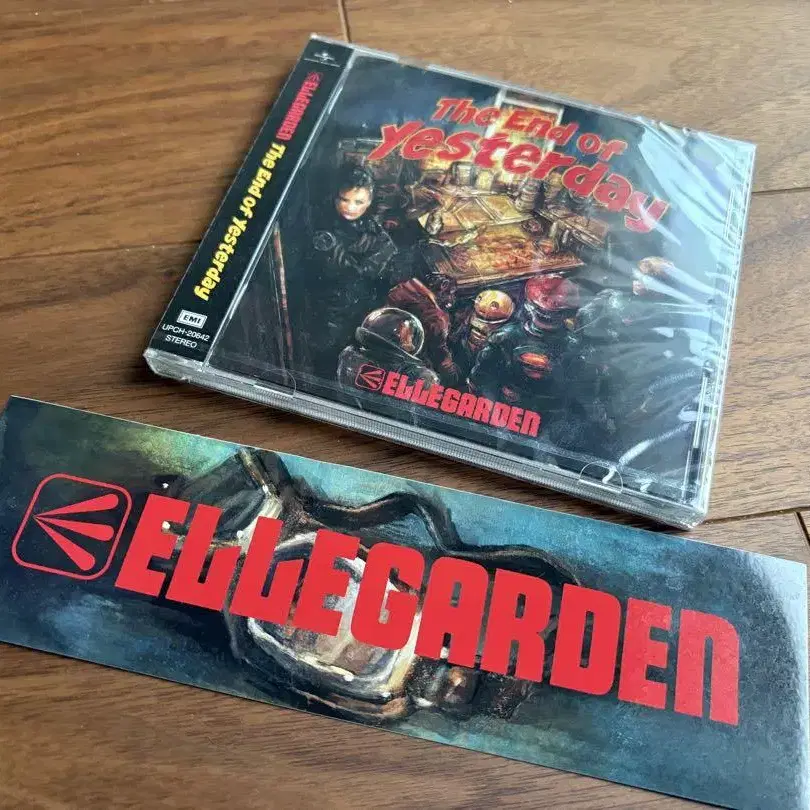 ELLEGARDEN The End of Yesterday
EMI
UPCH-20642
STEREO
The End of
Yesterday
ELLEGARDEN
ELLEGARDEN